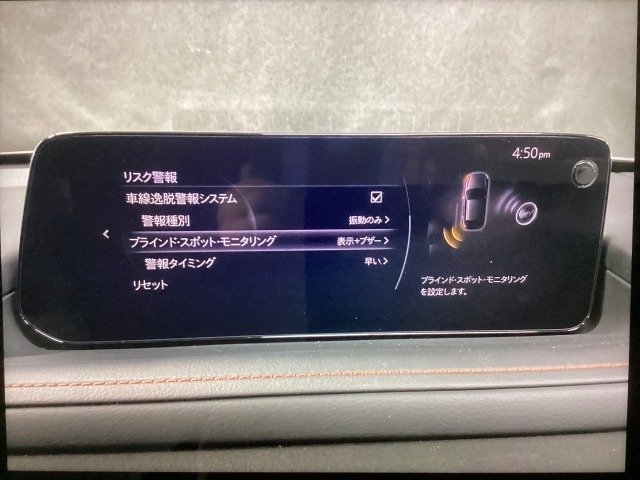 4:50pm
リスク警報
車線逸脱警報システム
警報種別 振動のみ
ブラインド・スポット・モニタリング 表示+ブザー
警報タイミング 早い
リセット
ブラインド・スポット・モニタリング
を設定します。